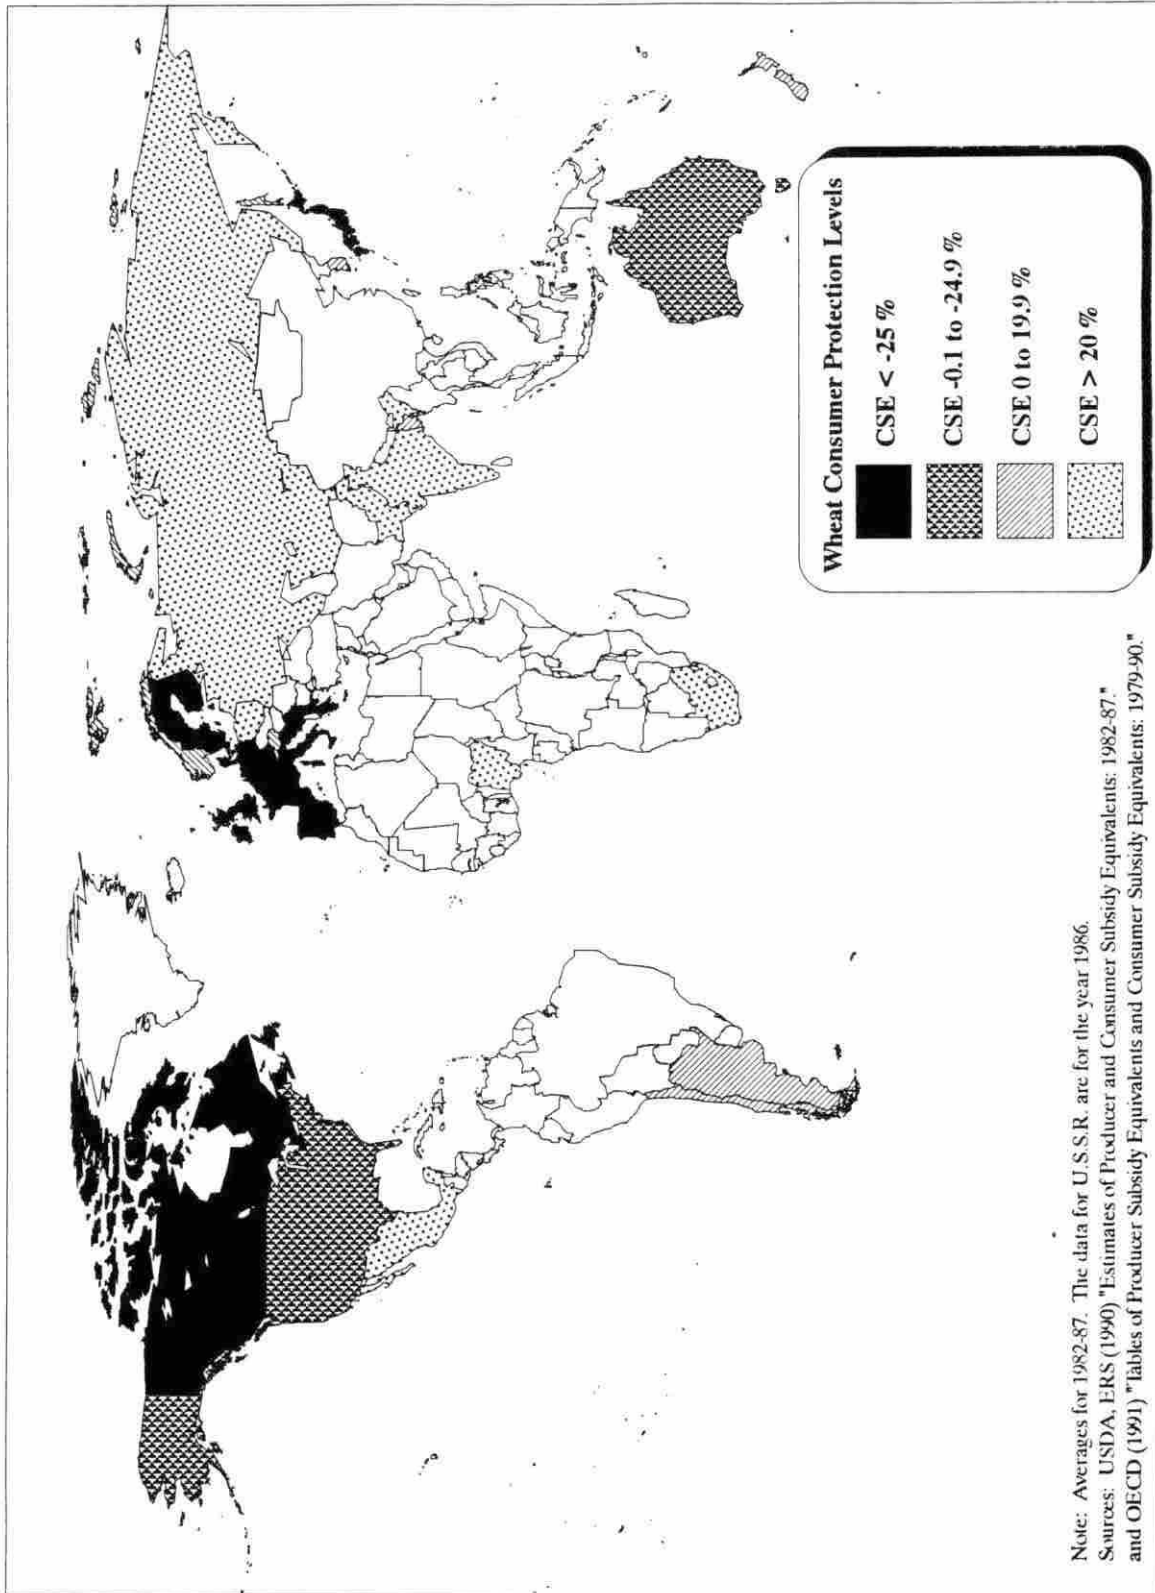 Wheat Consumer Protection Levels
CSE < -25 %
CSE -0.1 to -24.9 %
CSE 0 to 19.9 %
CSE > 20 %
Note: Averages for 1982-87. The data for U.S.S.R. are for the year 1986.
Sources: USDA, ERS (1990) "Estimates of Producer and Consumer Subsidy Equivalents: 1982-87."
and OECD (1991) "Tables of Producer Subsidy Equivalents and Consumer Subsidy Equivalents: 1979-90."